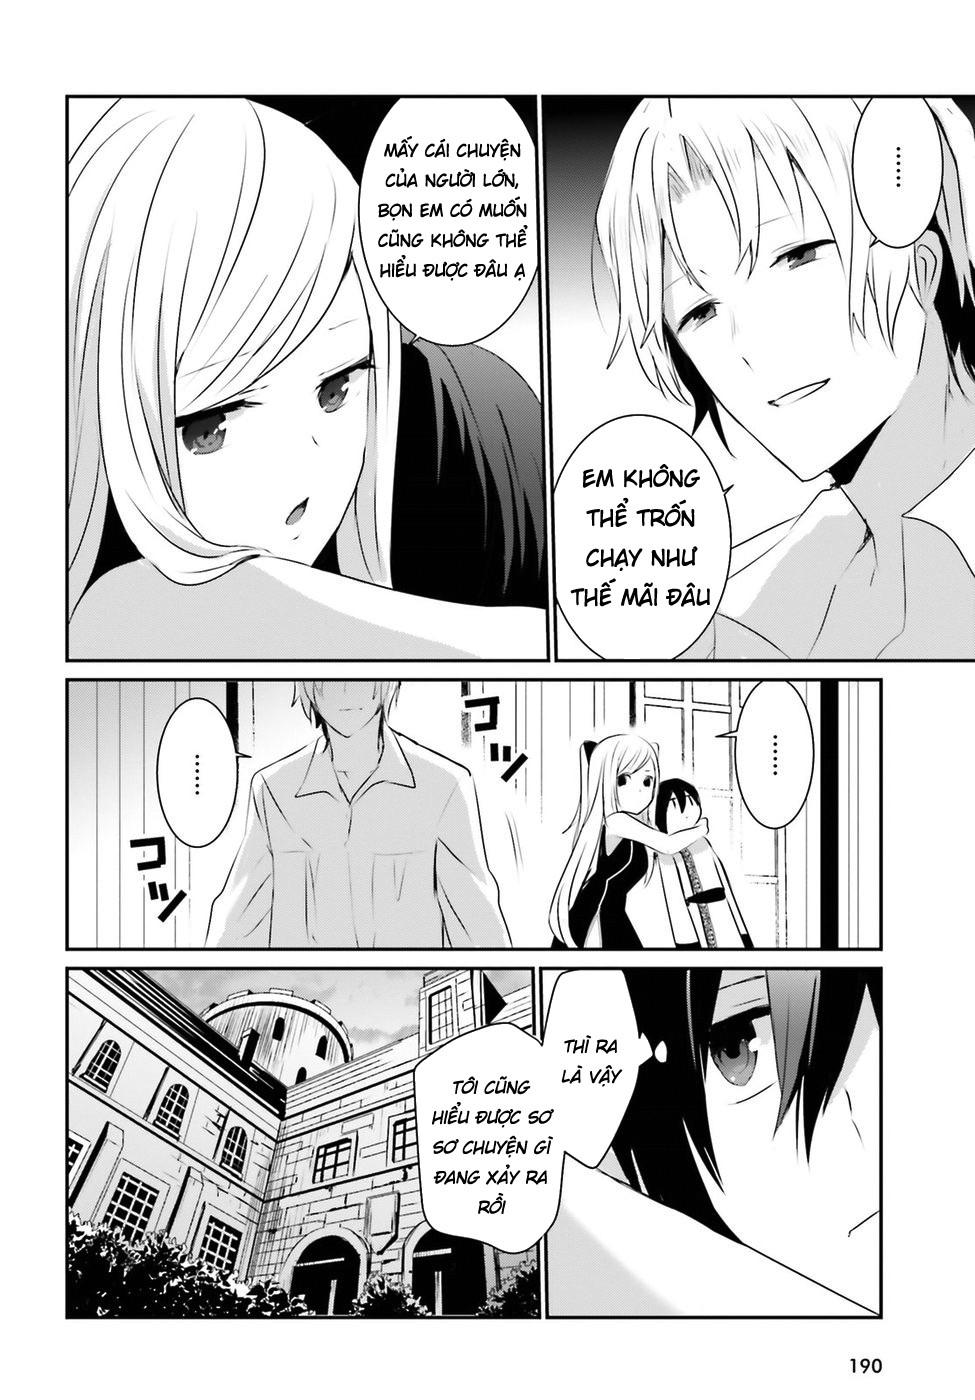 ……
EM KHÔNG
THỂ TRỐN
CHẠY NHƯ
THẾ MÃI ĐÂU
MẤY CÁI CHUYỆN
CỦA NGƯỜI LỚN,
BỌN EM CÓ MUỐN
CŨNG KHÔNG THỂ
HIỂU ĐƯỢC ĐÂU Ạ
……
コツ
……
コツ
THÌ RA
LÀ VẬY
TÔI CŨNG
HIỂU ĐƯỢC SƠ
SƠ CHUYỆN GÌ
ĐANG XẢY RA
RỒI
190